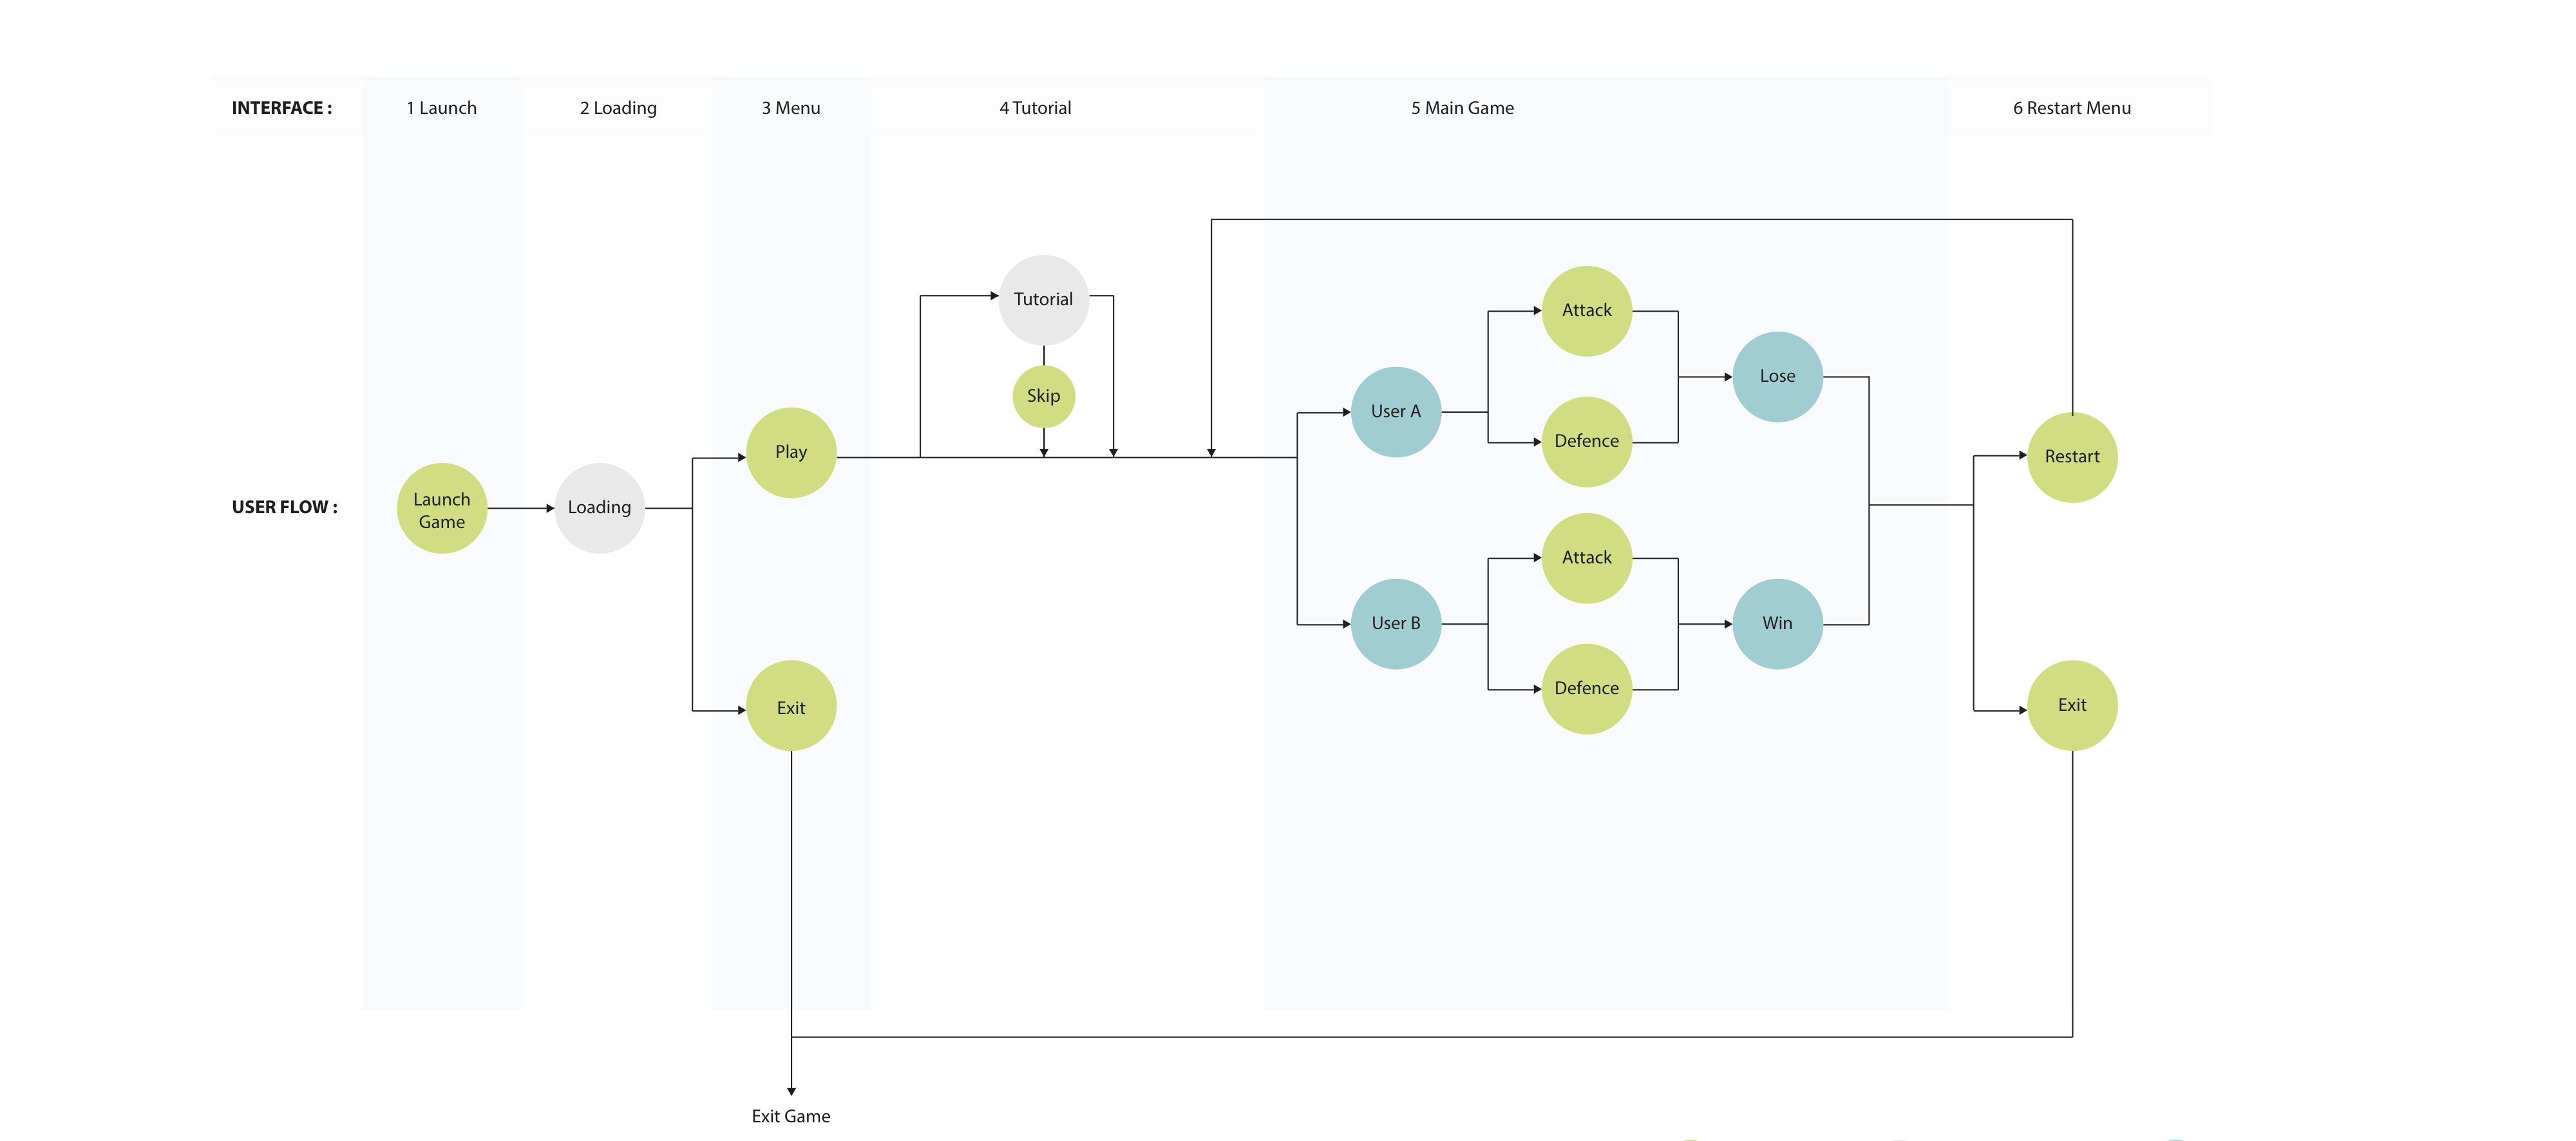 INTERFACE :
1 Launch
2 Loading
3 Menu
4 Tutorial
5 Main Game
6 Restart Menu
USER FLOW :
Launch
Game
Loading
Play
Exit
Tutorial
Skip
User A
User B
Attack
Defence
Attack
Defence
Lose
Win
Restart
Exit
Exit Game